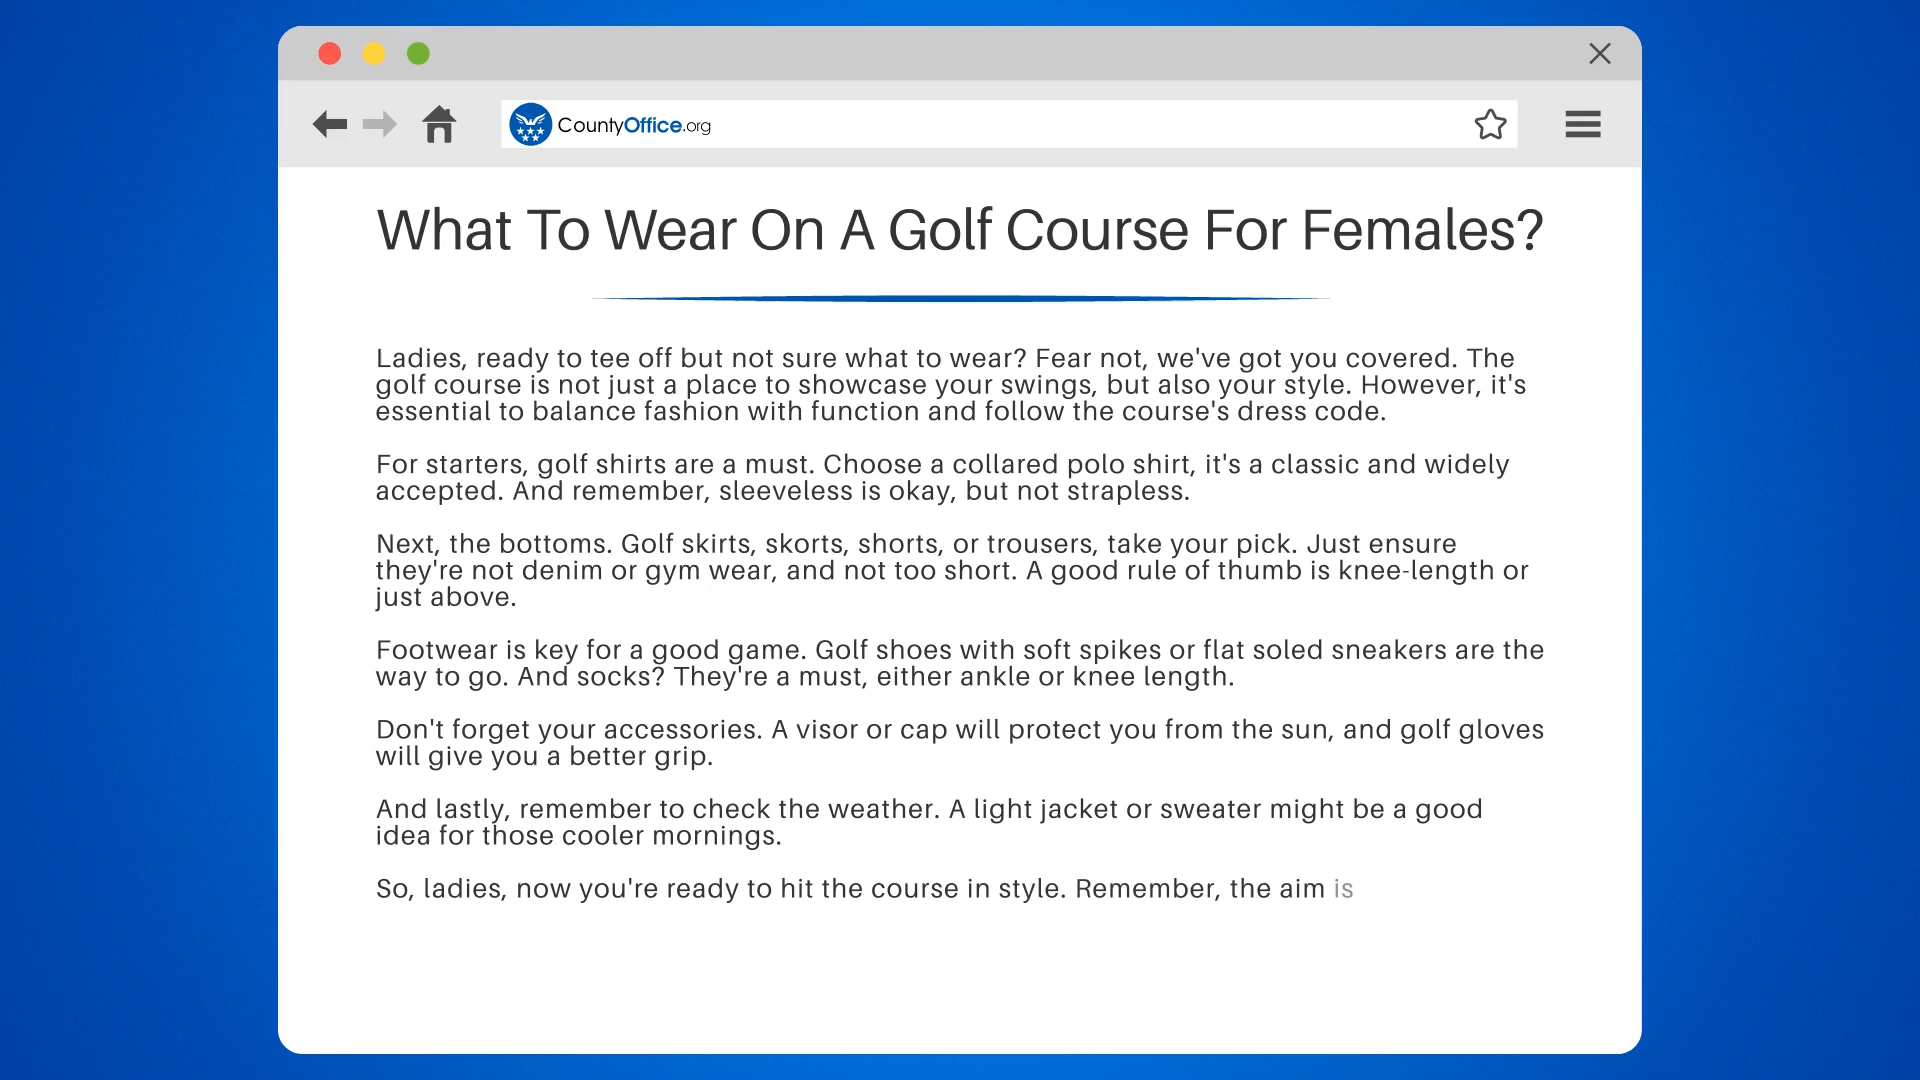 CountyOffice.org
What To Wear On A Golf Course For Females?
Ladies, ready to tee off but not sure what to wear? Fear not, we've got you covered. The
golf course is not just a place to showcase your swings, but also your style. However, it's
essential to balance fashion with function and follow the course's dress code.
For starters, golf shirts are a must. Choose a collared polo shirt, it's a classic and widely
accepted. And remember, sleeveless is okay, but not strapless.
Next, the bottoms. Golf skirts, skorts, shorts, or trousers, take your pick. Just ensure
they're not denim or gym wear, and not too short. A good rule of thumb is knee-length or
just above.
Footwear is key for a good game. Golf shoes with soft spikes or flat soled sneakers are the
way to go. And socks? They're a must, either ankle or knee length.
Don't forget your accessories. A visor or cap will protect you from the sun, and golf gloves
will give you a better grip.
And lastly, remember to check the weather. A light jacket or sweater might be a good
idea for those cooler mornings.
So, ladies, now you're ready to hit the course in style. Remember, the aim is